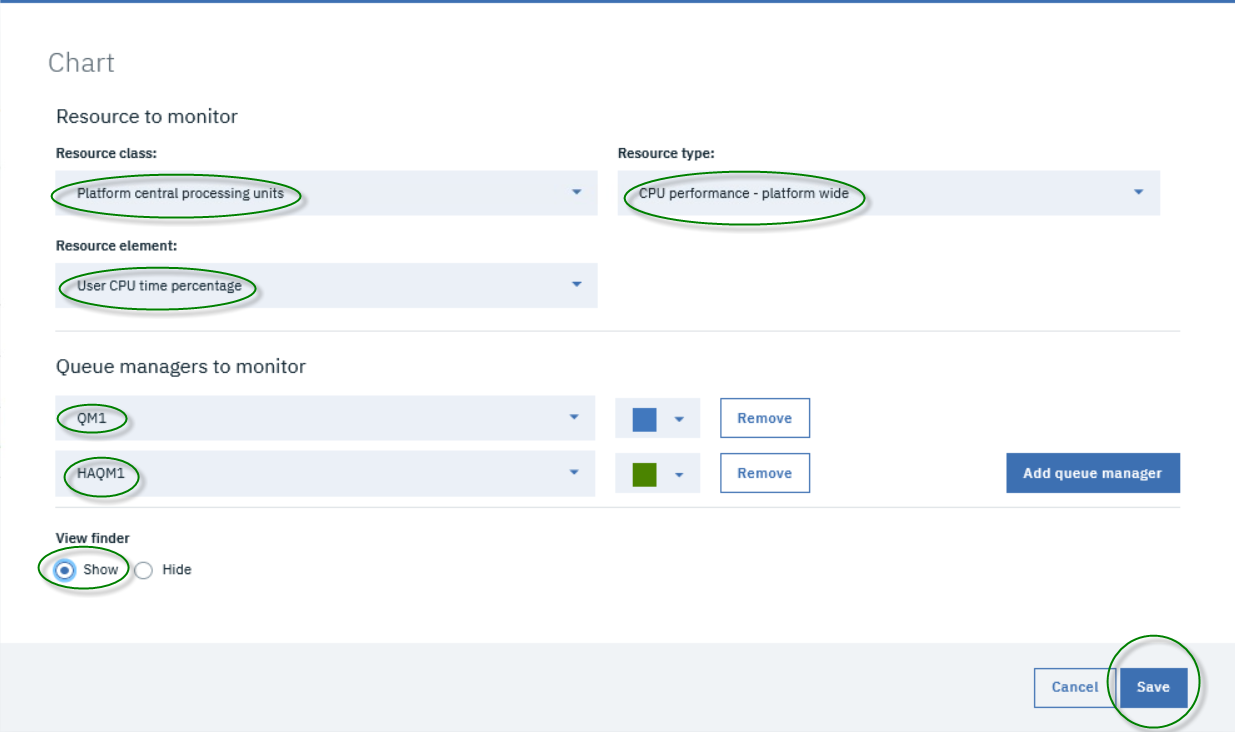 Chart
Resource to monitor
Resource class: Resource type:
Platform central processing units CPU performance - platform wide
Resource element:
User CPU time percentage
Queue managers to monitor
QM1 Remove
HAQM1 Remove Add queue manager
View finder
Show Hide
Cancel Save